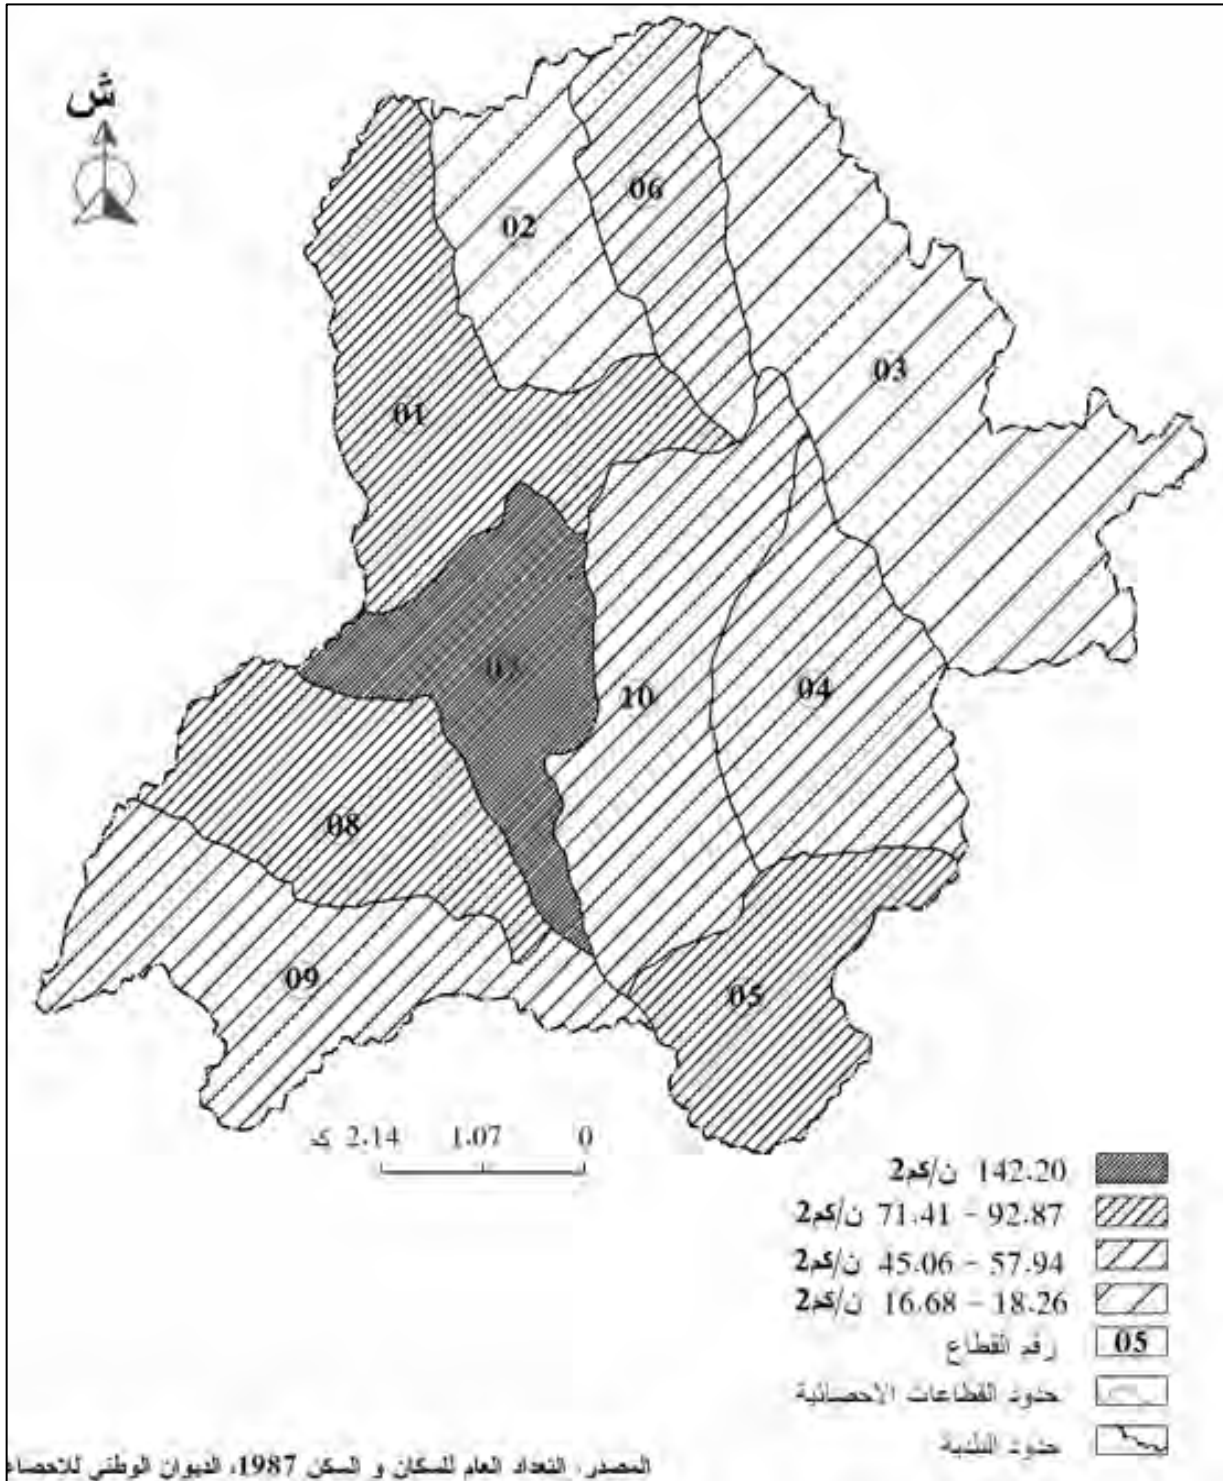 ش
06
02
03
01
07
10
04
08
09
05
كم 2.14 1.07 0
142.20 ن/كم2
71.41 – 92.87 ن/كم2
45.06 – 57.94 ن/كم2
16.68 – 18.26 ن/كم2
05 رقم القطاع
حدود القطاعات الاحصائية
حدود البلدية
المصدر، التعداد العام للسكان و السكن 1987، الديوان الوطني للاحصاء